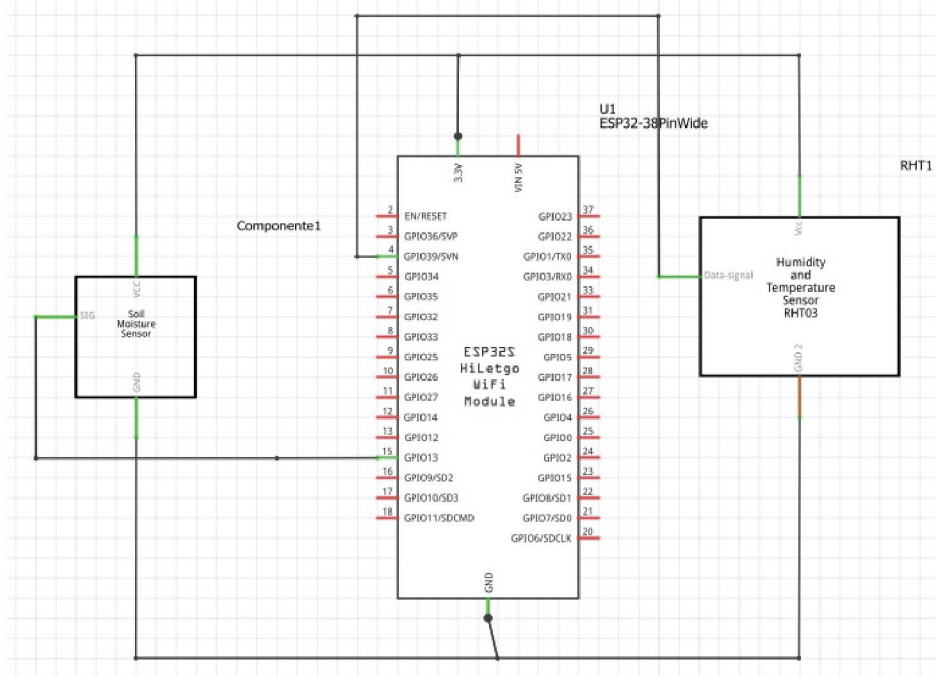 U1
ESP32-38PinWide
RHT1
Componente1
3.3V
VIN 5V
2 EN/RESET
3 GPIO36/SVP
4 GPIO39/SVN
5 GPIO34
6 GPIO35
7 GPIO32
8 GPIO33
9 GPIO25
10 GPIO26
11 GPIO27
12 GPIO14
13 GPIO12
15 GPIO13
16 GPIO9/SD2
17 GPIO10/SD3
18 GPIO11/SDCMD
GPIO23 37
GPIO22 36
GPIO1/TX0 35
GPIO3/RX0 34
GPIO21 33
GPIO19 31
GPIO18 30
GPIO5 29
GPIO17 28
GPIO16 27
GPIO4 26
GPIO0 25
GPIO2 24
GPIO15 23
GPIO8/SD1 22
GPIO7/SD0 21
GPIO6/SDCLK 20
ESP32S
HiLetgo
WiFi
Module
GND
VCC
SIG
Soil
Moisture
Sensor
GND
Vcc
Data-signal
Humidity
and
Temperature
Sensor
RHT03
GND 2